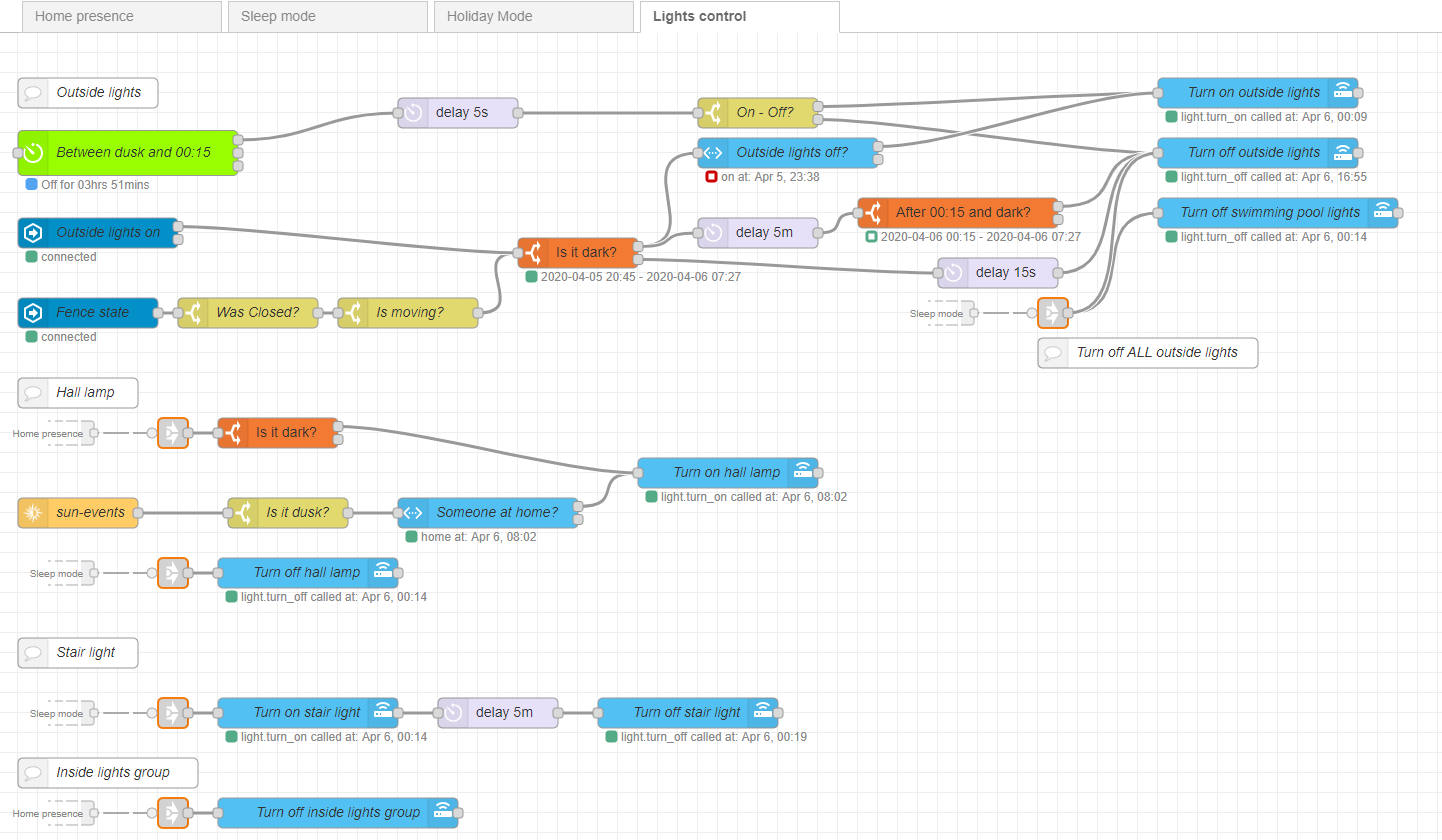 Home presence
Sleep mode
Holiday Mode
Lights control
Outside lights
delay 5s
On - Off?
Turn on outside lights
light.turn_on called at: Apr 6, 00:09
Between dusk and 00:15
Off for 03hrs 51mins
Outside lights off?
on at: Apr 5, 23:38
Turn off outside lights
light.turn_off called at: Apr 6, 16:55
Outside lights on
connected
delay 5m
After 00:15 and dark?
2020-04-06 00:15 - 2020-04-06 07:27
Turn off swimming pool lights
light.turn_off called at: Apr 6, 00:14
Is it dark?
2020-04-05 20:45 - 2020-04-06 07:27
delay 15s
Fence state
connected
Was Closed?
Is moving?
Sleep mode
Turn off ALL outside lights
Hall lamp
Home presence
Is it dark?
Turn on hall lamp
light.turn_on called at: Apr 6, 08:02
sun-events
Is it dusk?
Someone at home?
home at: Apr 6, 08:02
Sleep mode
Turn off hall lamp
light.turn_off called at: Apr 6, 00:14
Stair light
Sleep mode
Turn on stair light
light.turn_on called at: Apr 6, 00:14
delay 5m
Turn off stair light
light.turn_off called at: Apr 6, 00:19
Inside lights group
Home presence
Turn off inside lights group